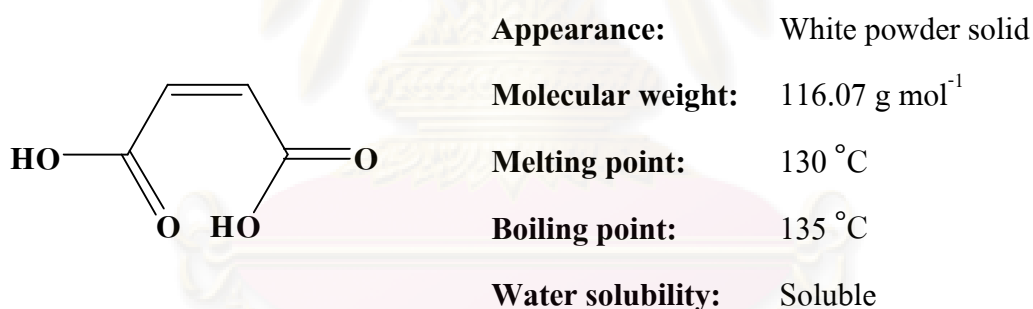 Appearance: White powder solid
Molecular weight: 116.07 g mol⁻¹
HO O
Melting point: 130 °C
O HO
Boiling point: 135 °C
Water solubility: Soluble